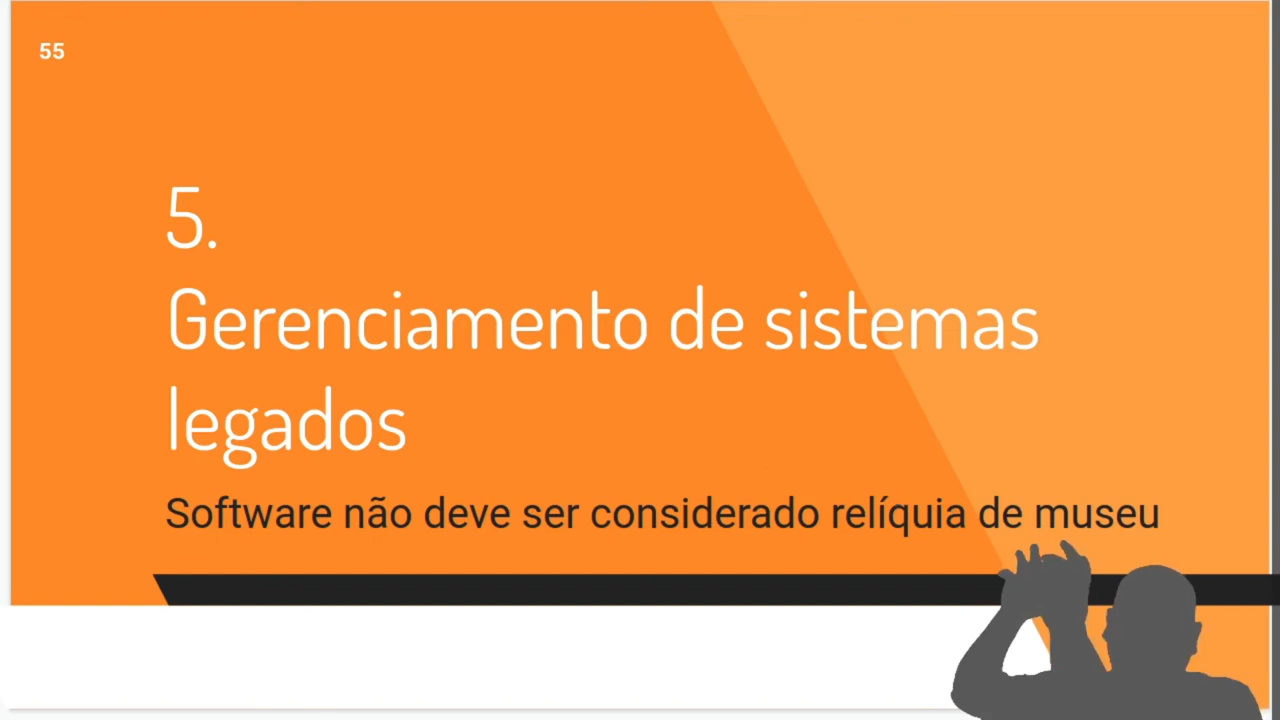 55
5.
Gerenciamento de sistemas
legados
Software não deve ser considerado relíquia de museu